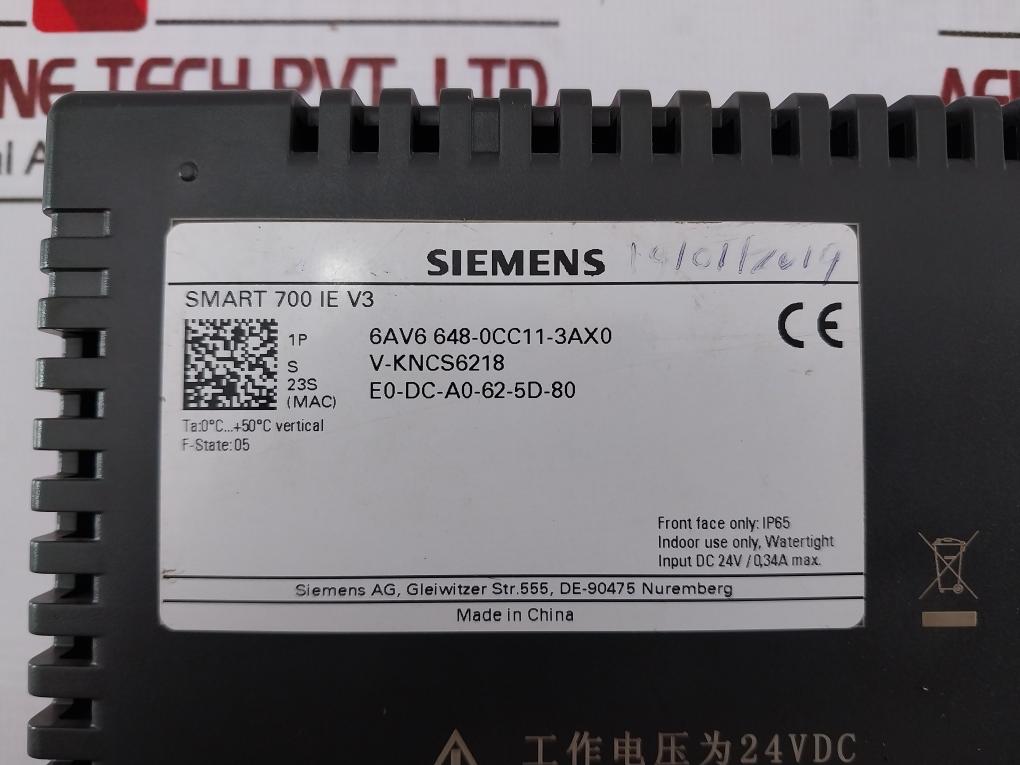 NE TECH PVT. LTD
al A
SIEMENS
SMART 700 IE V3
1P 6AV6 648-0CC11-3AX0
S V-KNCS6218
23S E0-DC-A0-62-5D-80
(MAC)
CE
Ta:0°C...+50°C vertical
F-State:05
Front face only: IP65
Indoor use only, Watertight
Input DC 24V / 0,34A max.
Siemens AG, Gleiwitzer Str.555, DE-90475 Nuremberg
Made in China
工作电压为24VDC